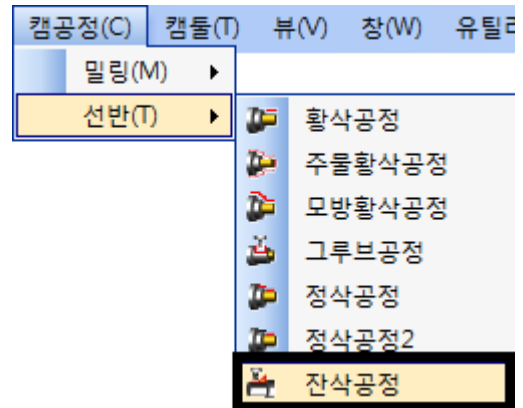 캠공정(C) 캠툴(T) 뷰(V) 창(W) 유틸리
밀링(M)
선반(T)
황삭공정
주물황삭공정
모방황삭공정
그루브공정
정삭공정
정삭공정2
잔삭공정